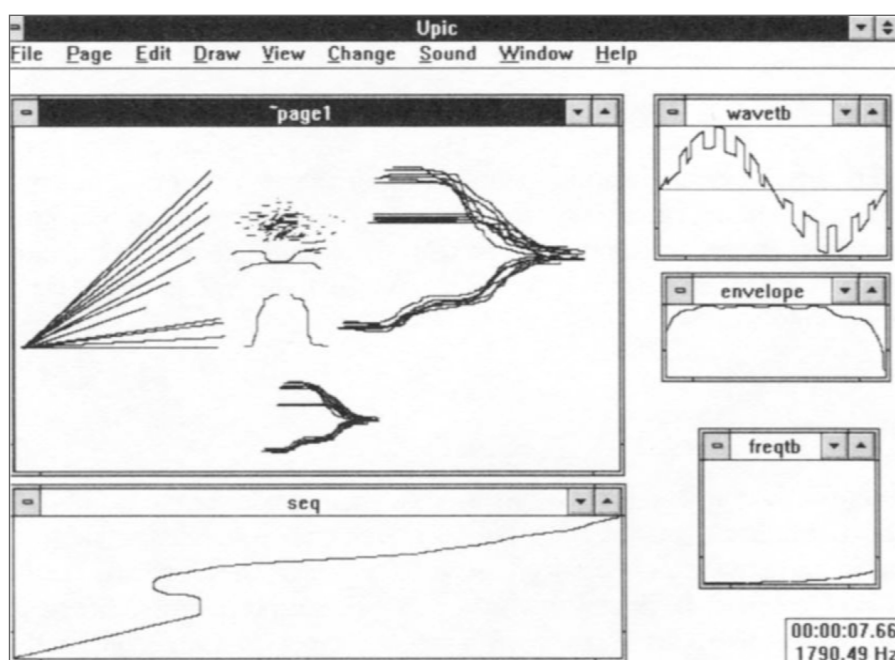 Upic
File Page Edit Draw View Change Sound Window Help
~page1
wavetb
envelope
freqtb
seq
00:00:07.66
1790.49 Hz